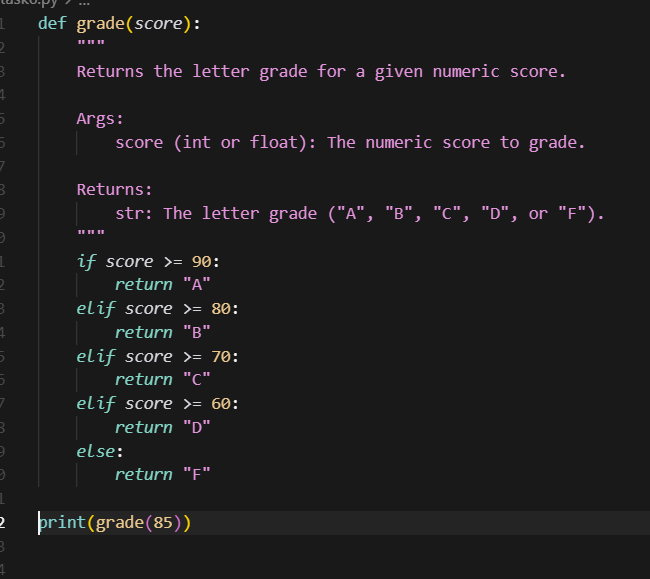 def grade(score):
    """
    Returns the letter grade for a given numeric score.

    Args:
        score (int or float): The numeric score to grade.

    Returns:
        str: The letter grade ("A", "B", "C", "D", or "F").
    """
    if score >= 90:
        return "A"
    elif score >= 80:
        return "B"
    elif score >= 70:
        return "C"
    elif score >= 60:
        return "D"
    else:
        return "F"

print(grade(85))